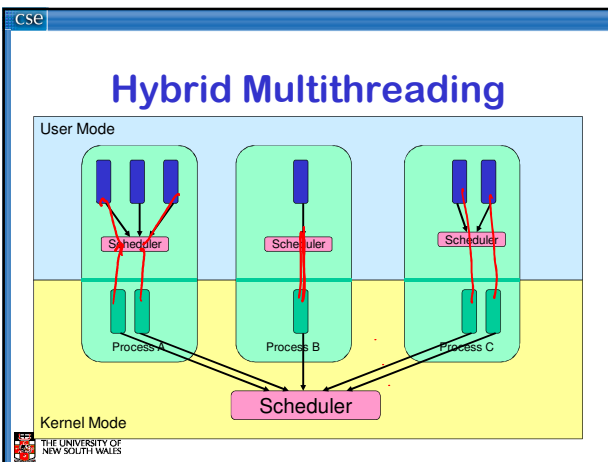 cse
Hybrid Multithreading
User Mode
Scheduler
Scheduler
Scheduler
Process A
Process B
Process C
Scheduler
Kernel Mode
THE UNIVERSITY OF
NEW SOUTH WALES